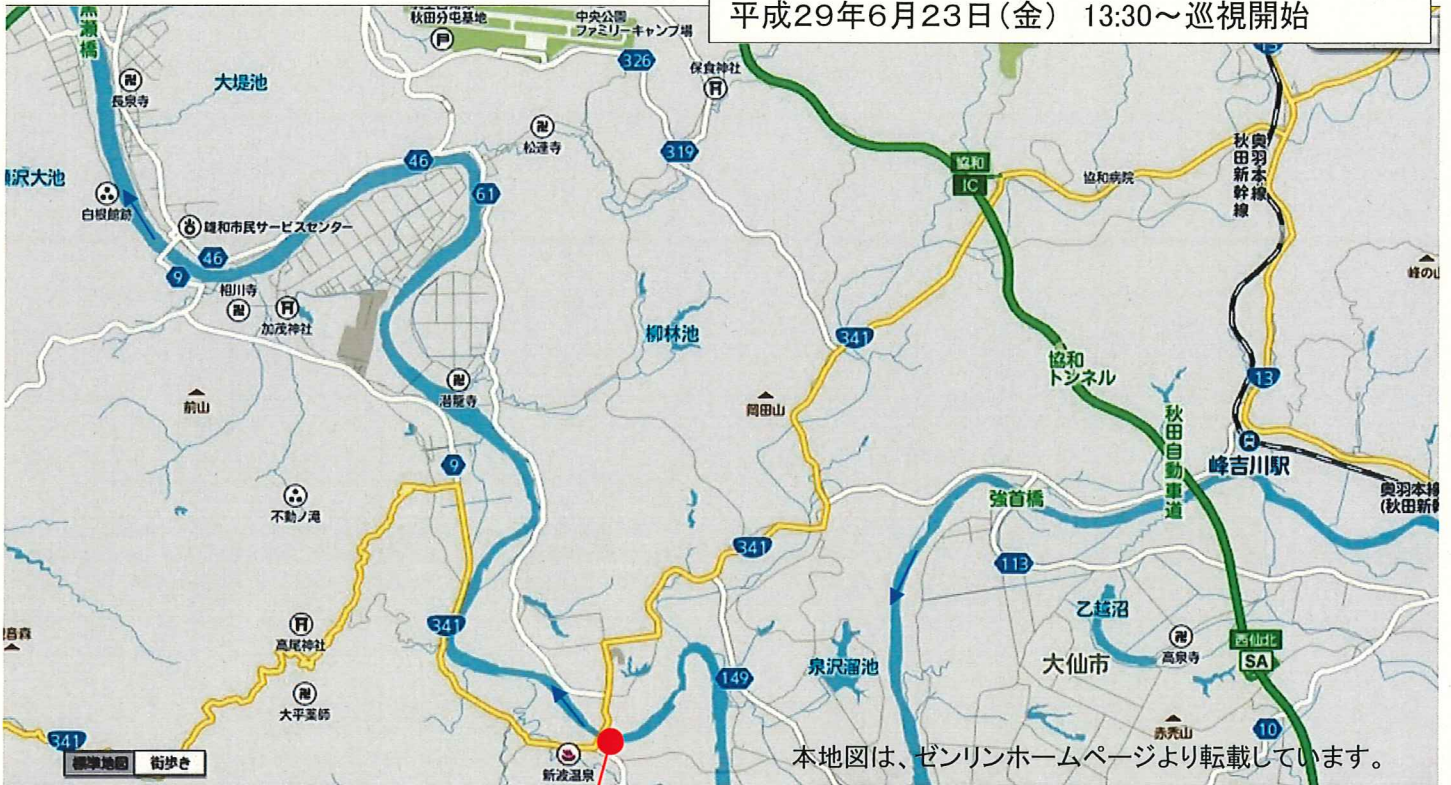 平成29年6月23日(金) 13:30～巡視開始
秋田分屯基地
中央公園
ファミリーキャンプ場
瀬橋
大堤池
326
保食神社
13
長泉寺
松連寺
46
319
61
協和
IC
協和病院
奥羽本線
秋田新幹線
沢大池
白根館跡
雄和市民サービスセンター
46
9
相川寺
加茂神社
柳林池
341
峰の山
協和
トンネル
前山
潜龍寺
岡田山
13
秋田自動車道
峰吉川駅
9
不動ノ滝
強首橋
奥羽本線
(秋田新幹
341
113
乙越沼
341
高尾神社
音森
149
泉沢溜池
大仙市
高泉寺
西仙北
SA
大平薬師
赤禿山
10
341
標準地図
街歩き
新波温泉
本地図は、ゼンリンホームページより転載しています。